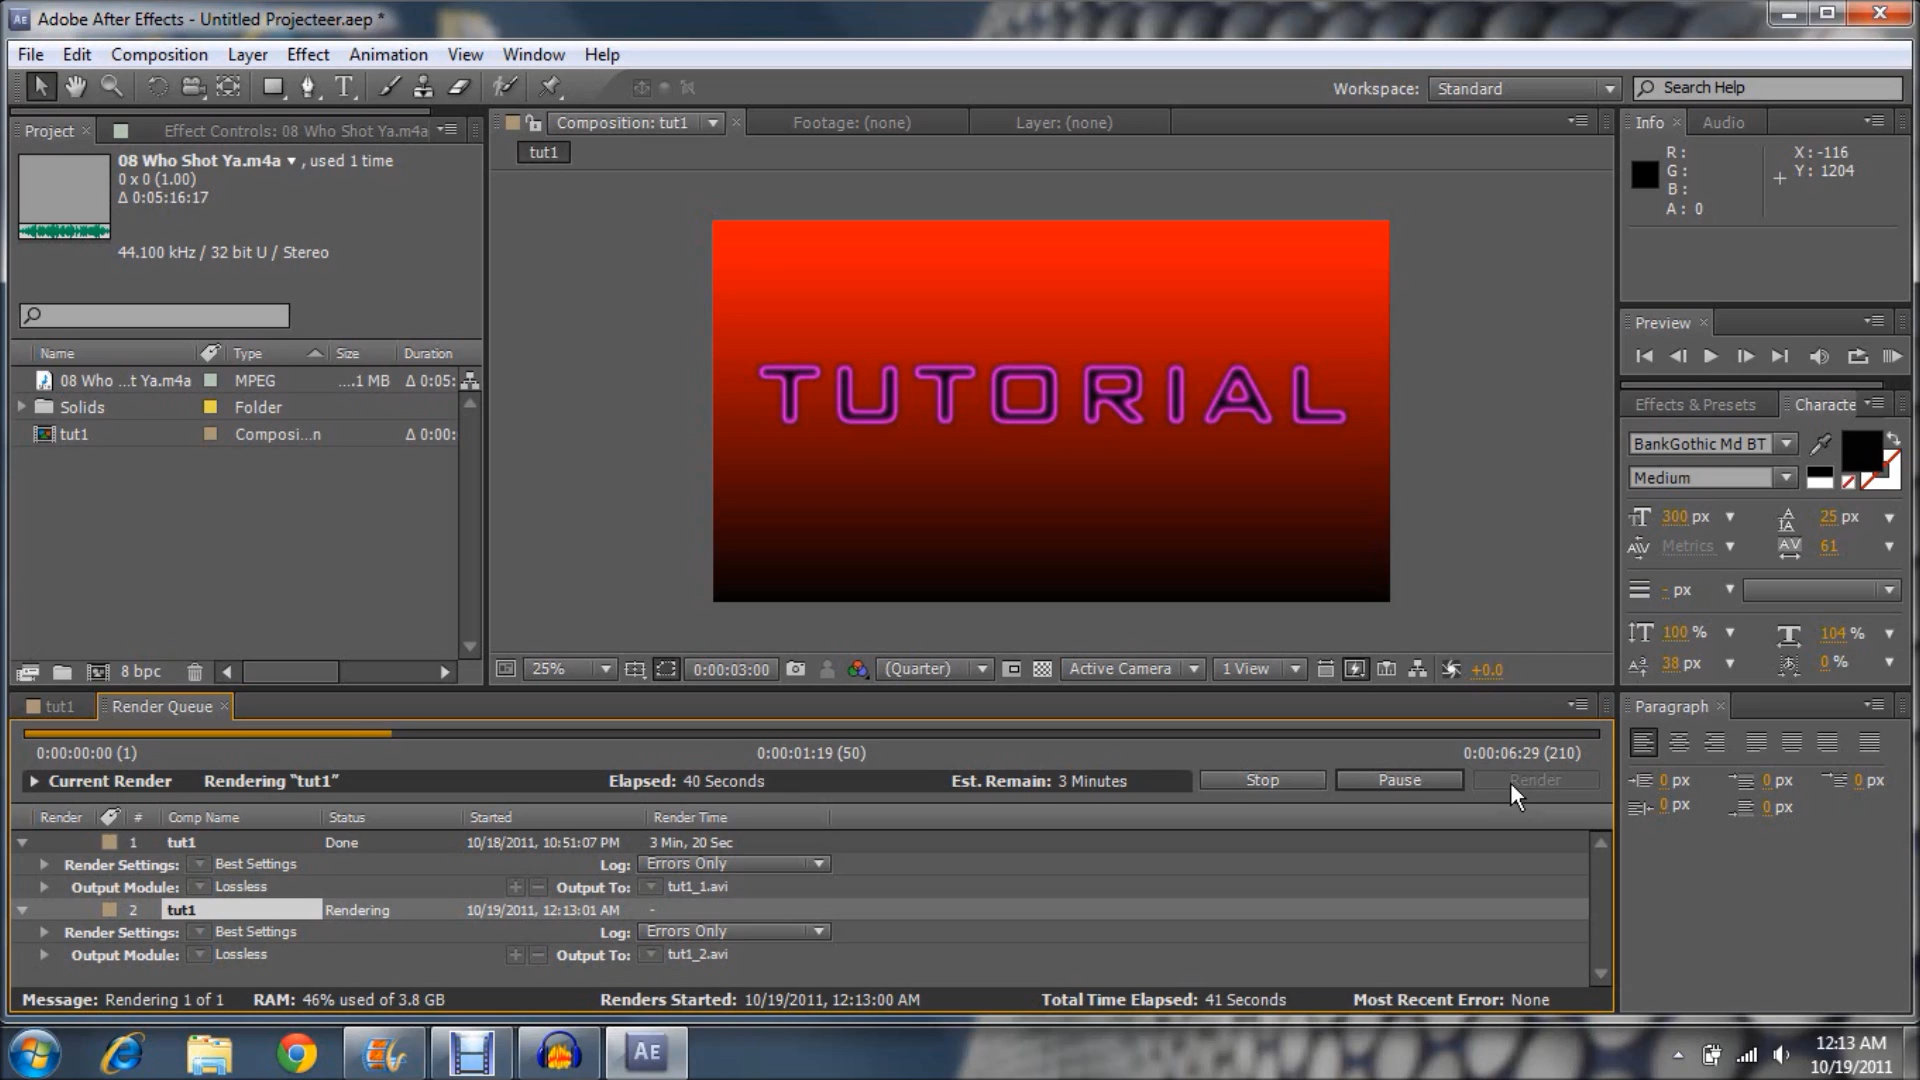 Adobe After Effects - Untitled Projecteer.aep *
File Edit Composition Layer Effect Animation View Window Help
Workspace: Standard Search Help
Project Effect Controls: 08 Who Shot Ya.m4a
Composition: tut1 Footage: (none) Layer: (none)
Info Audio
tut1
08 Who Shot Ya.m4a ▼ , used 1 time
0 x 0 (1.00)
Δ 0:05:16:17
44.100 kHz / 32 bit U / Stereo
R: X: -116
G: Y: 1204
B:
A: 0
Preview
Name Type Size Duration
08 Who ...t Ya.m4a MPEG ....1 MB Δ 0:05:
Solids Folder
tut1 Composi...n Δ 0:00:
TUTORIAL
Effects & Presets Characte
BankGothic Md BT
Medium
300 px 25 px
Metrics 61
- px
100 % 104 %
38 px 0 %
8 bpc
25% 0:00:03:00 (Quarter) Active Camera 1 View +0.0
tut1 Render Queue
Paragraph
0:00:00:00 (1) 0:00:01:19 (50) 0:00:06:29 (210)
Current Render Rendering "tut1" Elapsed: 40 Seconds Est. Remain: 3 Minutes Stop Pause Render
0 px 0 px 0 px
0 px 0 px
Render # Comp Name Status Started Render Time
1 tut1 Done 10/18/2011, 10:51:07 PM 3 Min, 20 Sec
Render Settings: Best Settings Log: Errors Only
Output Module: Lossless Output To: tut1_1.avi
2 tut1 Rendering 10/19/2011, 12:13:01 AM -
Render Settings: Best Settings Log: Errors Only
Output Module: Lossless Output To: tut1_2.avi
Message: Rendering 1 of 1 RAM: 46% used of 3.8 GB Renders Started: 10/19/2011, 12:13:00 AM Total Time Elapsed: 41 Seconds Most Recent Error: None
AE
12:13 AM
10/19/2011